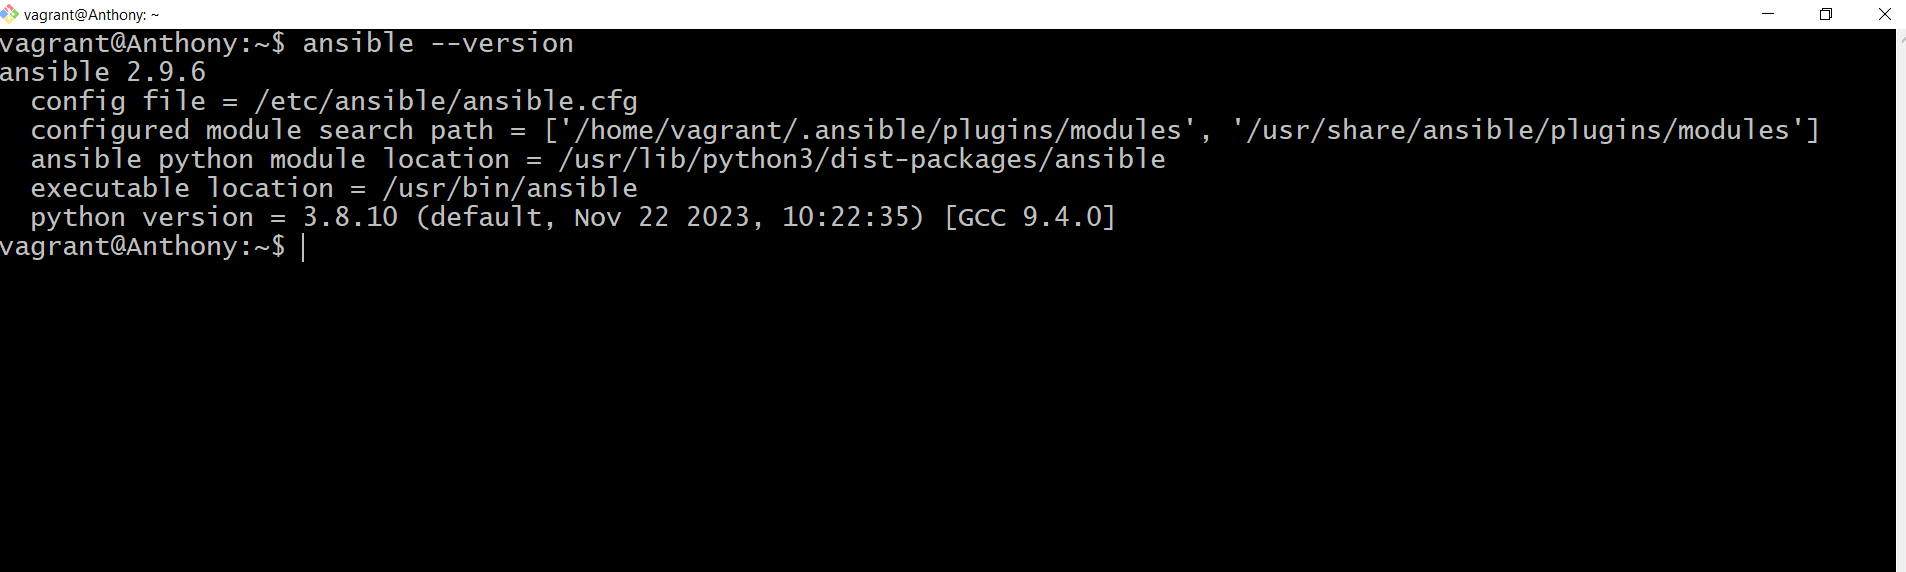 vagrant@Anthony: ~
vagrant@Anthony:~$ ansible --version
ansible 2.9.6
  config file = /etc/ansible/ansible.cfg
  configured module search path = ['/home/vagrant/.ansible/plugins/modules', '/usr/share/ansible/plugins/modules']
  ansible python module location = /usr/lib/python3/dist-packages/ansible
  executable location = /usr/bin/ansible
  python version = 3.8.10 (default, Nov 22 2023, 10:22:35) [GCC 9.4.0]
vagrant@Anthony:~$